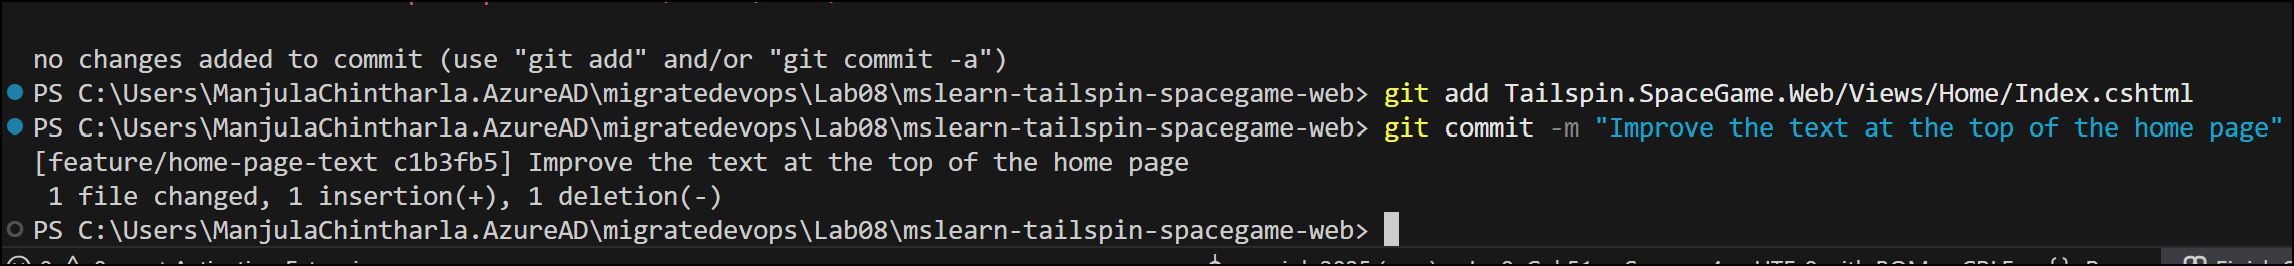 no changes added to commit (use "git add" and/or "git commit -a")
PS C:\Users\ManjulaChintharla.AzureAD\migratedevops\Lab08\mslearn-tailspin-spacegame-web> git add Tailspin.SpaceGame.Web/Views/Home/Index.cshtml
PS C:\Users\ManjulaChintharla.AzureAD\migratedevops\Lab08\mslearn-tailspin-spacegame-web> git commit -m "Improve the text at the top of the home page"
[feature/home-page-text c1b3fb5] Improve the text at the top of the home page
 1 file changed, 1 insertion(+), 1 deletion(-)
PS C:\Users\ManjulaChintharla.AzureAD\migratedevops\Lab08\mslearn-tailspin-spacegame-web>